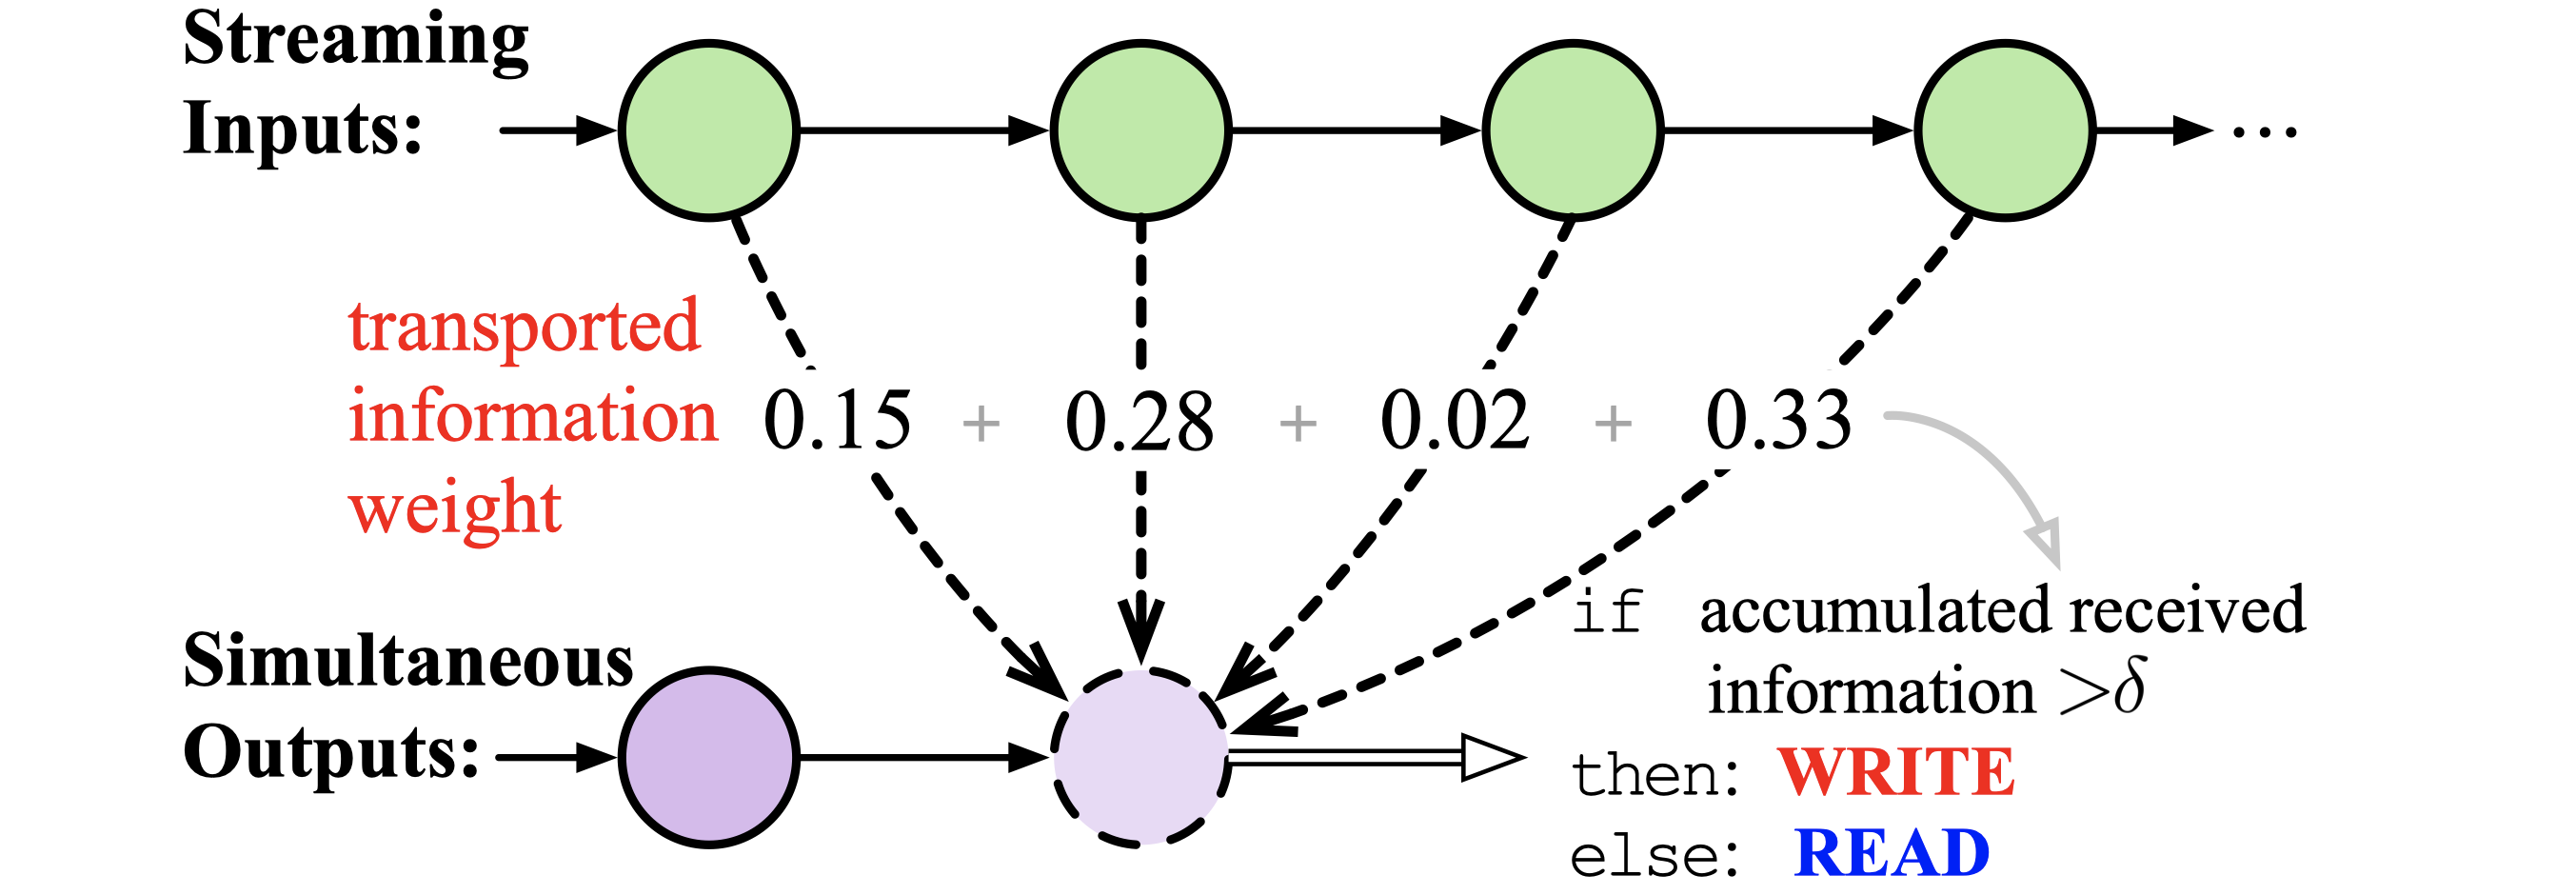 Streaming
Inputs:
...
transported
information
weight
0.15 + 0.28 + 0.02 + 0.33
Simultaneous
Outputs:
if accumulated received
information >δ
then: WRITE
else: READ